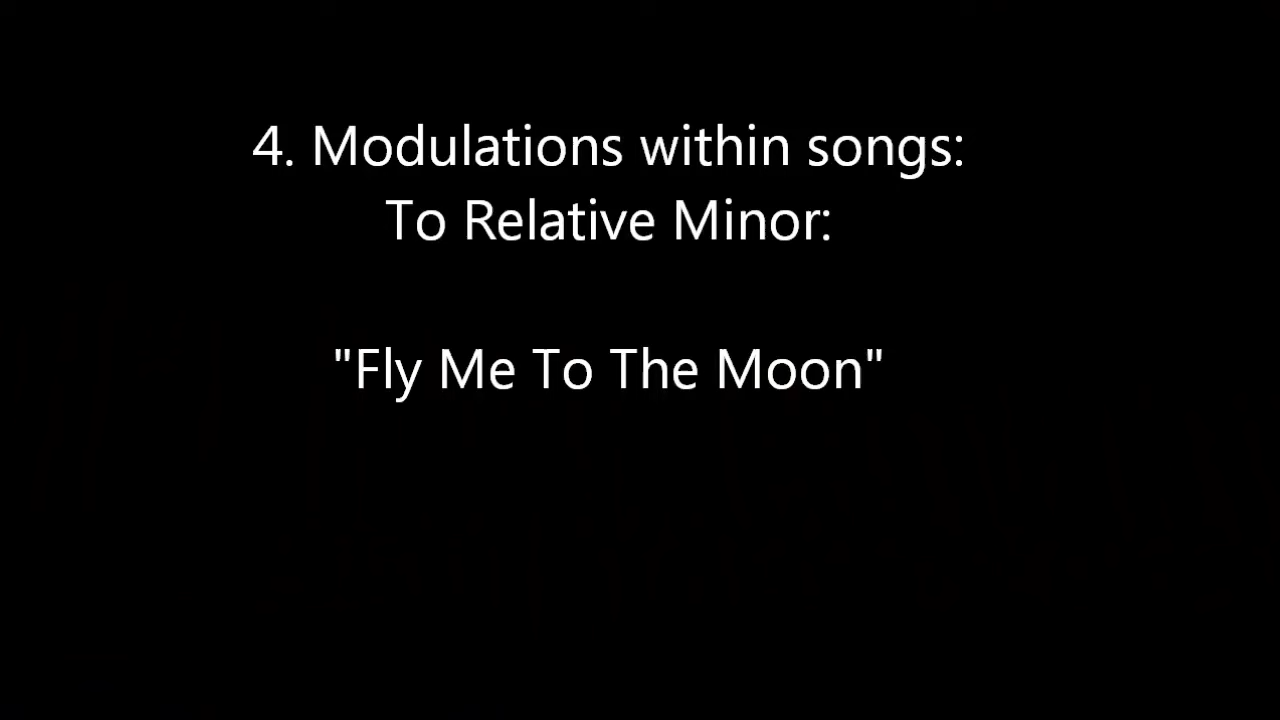 4. Modulations within songs:
To Relative Minor:
"Fly Me To The Moon"